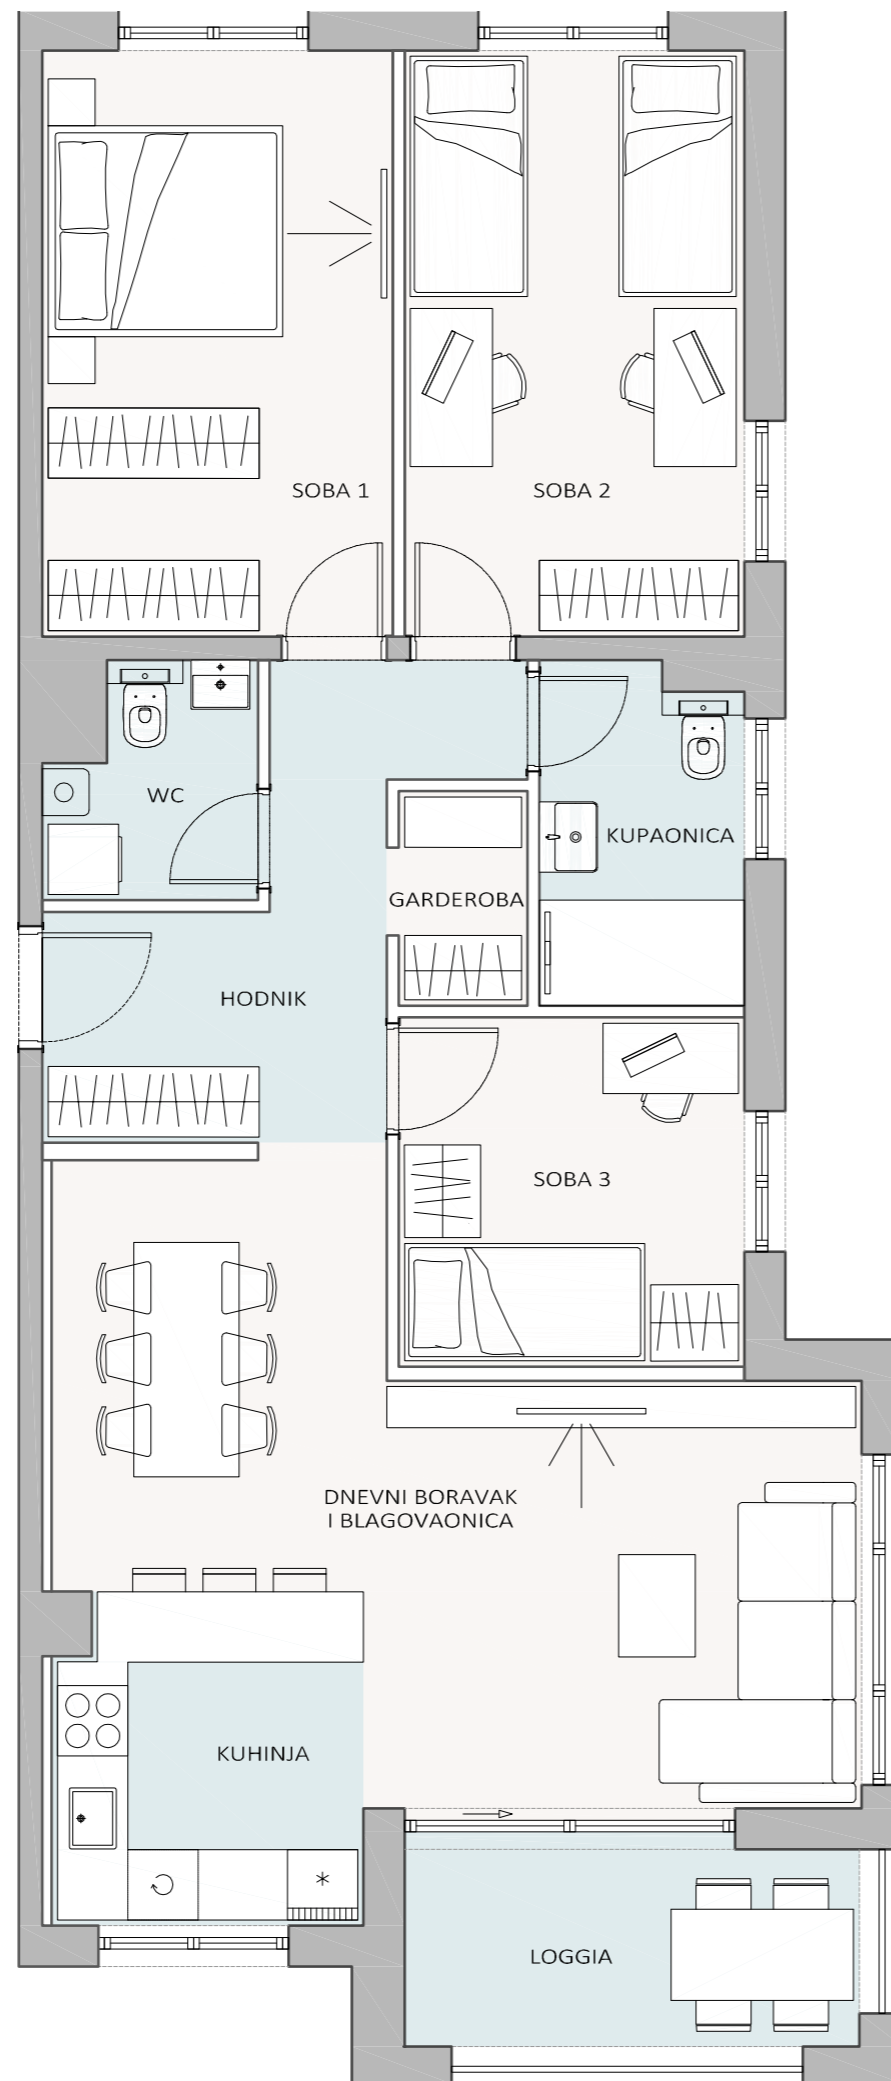 SOBA 1
SOBA 2
WC
KUPAONICA
GARDEROBA
HODNIK
SOBA 3
DNEVNI BORAVAK
I BLAGOVAONICA
KUHINJA
*
LOGGIA